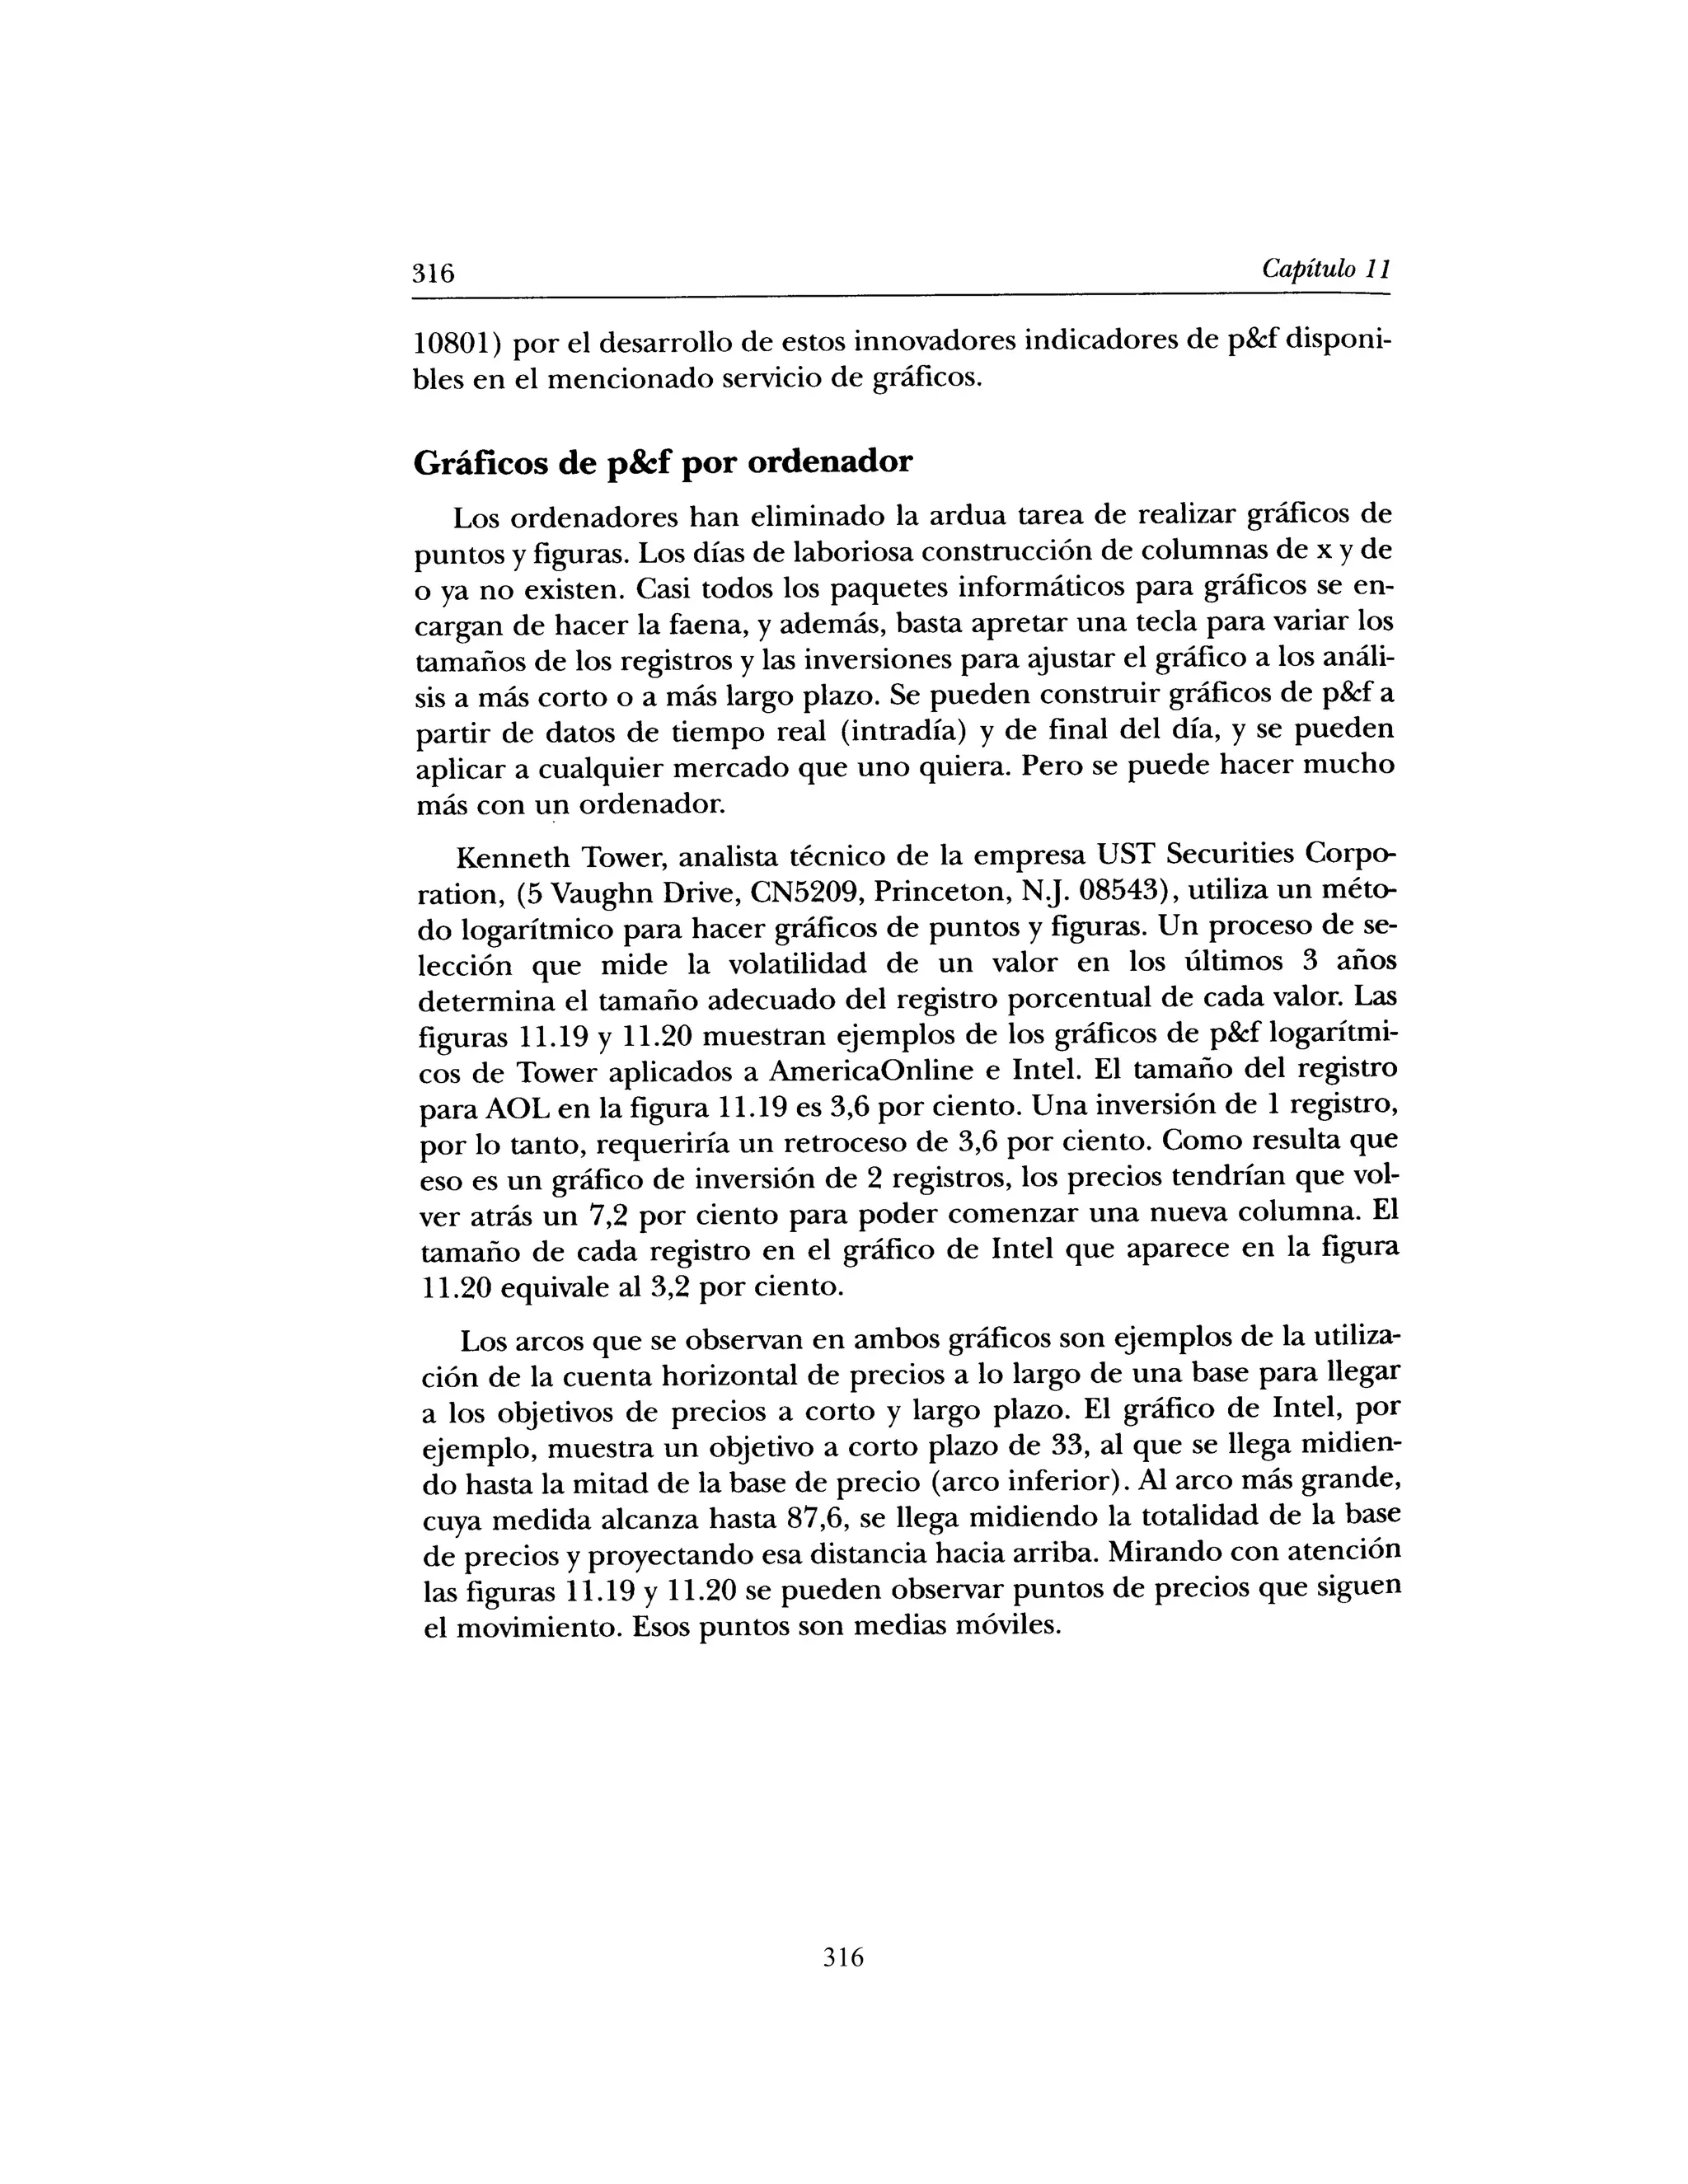 316 Capítulo 11
10801) por el desarrollo de estos innovadores indicadores de p&f disponi-
bles en el mencionado servicio de gráficos.
Gráficos de p&f por ordenador
Los ordenadores han eliminado la ardua tarea de realizar gráficos de
puntos y figuras. Los días de laboriosa construcción de columnas de x y de
o ya no existen. Casi todos los paquetes informáticos para gráficos se en-
cargan de hacer la faena, y además, basta apretar una tecla para variar los
tamaños de los registros y las inversiones para ajustar el gráfico a los análi-
sis a más corto o a más largo plazo. Se pueden construir gráficos de p&f a
partir de datos de tiempo real (intradía) y de final del día, y se pueden
aplicar a cualquier mercado que uno quiera. Pero se puede hacer mucho
más con un ordenador.
Kenneth Tower, analista técnico de la empresa UST Securities Corpo-
ration, (5 Vaughn Drive, CN5209, Princeton, N.J. 08543), utiliza un méto-
do logarítmico para hacer gráficos de puntos y figuras. Un proceso de se-
lección que mide la volatilidad de un valor en los últimos 3 años
determina el tamaño adecuado del registro porcentual de cada valor. Las
figuras 11.19 y 11.20 muestran ejemplos de los gráficos de p&f logarítmi-
cos de Tower aplicados a AmericaOnline e Intel. El tamaño del registro
para AOL en la figura 11.19 es 3,6 por ciento. Una inversión de 1 registro,
por lo tanto, requeriría un retroceso de 3,6 por ciento. Como resulta que
eso es un gráfico de inversión de 2 registros, los precios tendrían que vol-
ver atrás un 7,2 por ciento para poder comenzar una nueva columna. El
tamaño de cada registro en el gráfico de Intel que aparece en la figura
11.20 equivale al 3,2 por ciento.
Los arcos que se observan en ambos gráficos son ejemplos de la utiliza-
ción de la cuenta horizontal de precios a lo largo de una base para llegar
a los objetivos de precios a corto y largo plazo. El gráfico de Intel, por
ejemplo, muestra un objetivo a corto plazo de 33, al que se llega midien-
do hasta la mitad de la base de precio (arco inferior). Al arco más grande,
cuya medida alcanza hasta 87,6, se llega midiendo la totalidad de la base
de precios y proyectando esa distancia hacia arriba. Mirando con atención
las figuras 11.19 y 11.20 se pueden observar puntos de precios que siguen
el movimiento. Esos puntos son medias móviles.
316